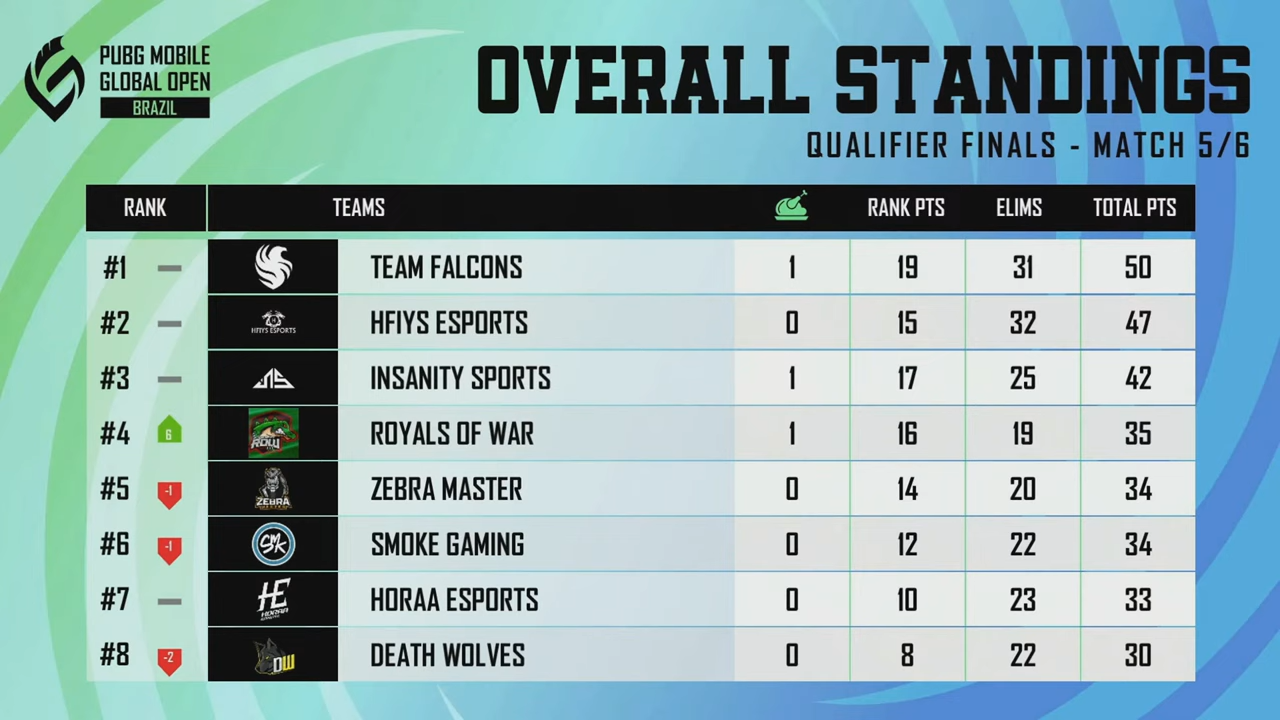 PUBG MOBILE
GLOBAL OPEN
BRAZIL
OVERALL STANDINGS
QUALIFIER FINALS - MATCH 5/6
RANK TEAMS RANK PTS ELIMS TOTAL PTS
#1 TEAM FALCONS 1 19 31 50
#2 HFIYS ESPORTS HFIYS ESPORTS 0 15 32 47
#3 INSANITY SPORTS 1 17 25 42
#4 6 ROW ROYALS OF WAR 1 16 19 35
#5 -1 ZEBRA ZEBRA MASTER 0 14 20 34
#6 -1 SMK SMOKE GAMING 0 12 22 34
#7 HE HORAA HORAA ESPORTS 0 10 23 33
#8 -2 DW DEATH WOLVES 0 8 22 30